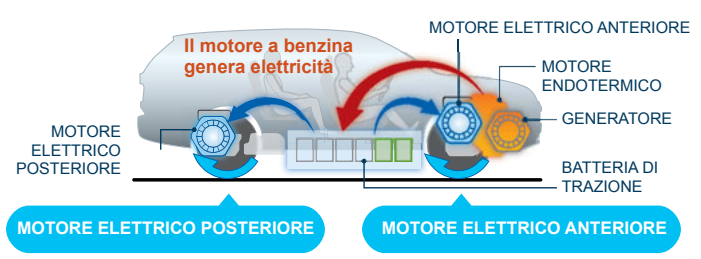 MOTORE ELETTRICO ANTERIORE
Il motore a benzina
genera elettricità
MOTORE
ENDOTERMICO
GENERATORE
MOTORE
ELETTRICO
POSTERIORE
BATTERIA DI
TRAZIONE
MOTORE ELETTRICO POSTERIORE
MOTORE ELETTRICO ANTERIORE